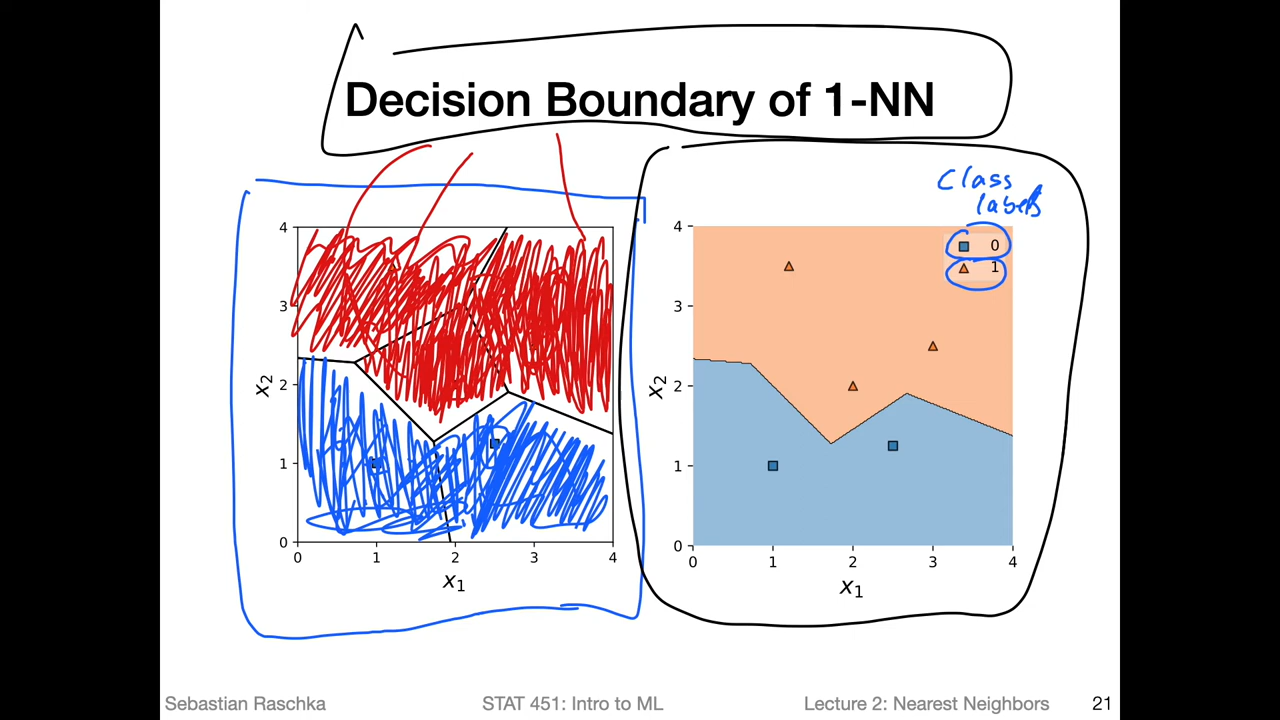 Decision Boundary of 1-NN
class
labels
4
3
2
1
0
x2
0 1 2 3 4
x1
4
3
2
1
0
x2
0 1 2 3 4
x1
0
1
Sebastian Raschka STAT 451: Intro to ML Lecture 2: Nearest Neighbors 21